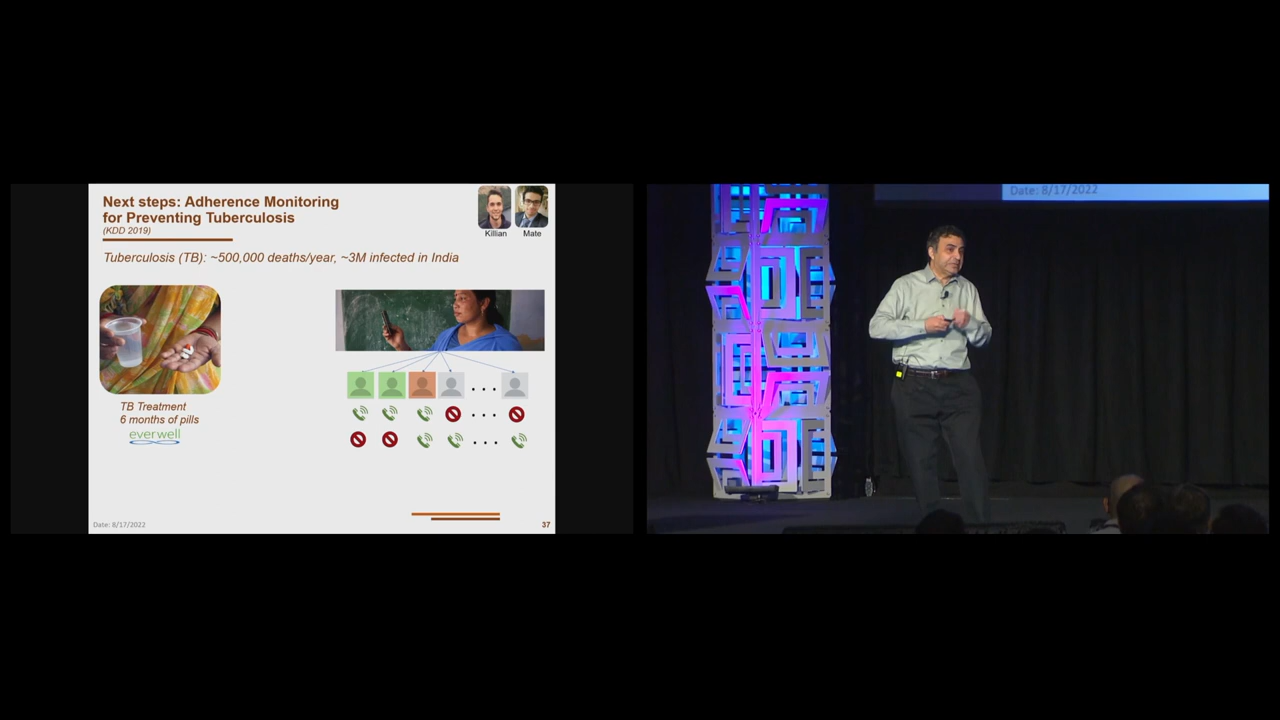 Next steps: Adherence Monitoring
for Preventing Tuberculosis
(KDD 2019)
Killian
Mate
Tuberculosis (TB): ~500,000 deaths/year, ~3M infected in India
TB Treatment
6 months of pills
everwell
Date: 8/17/2022
37
Date: 8/17/2022